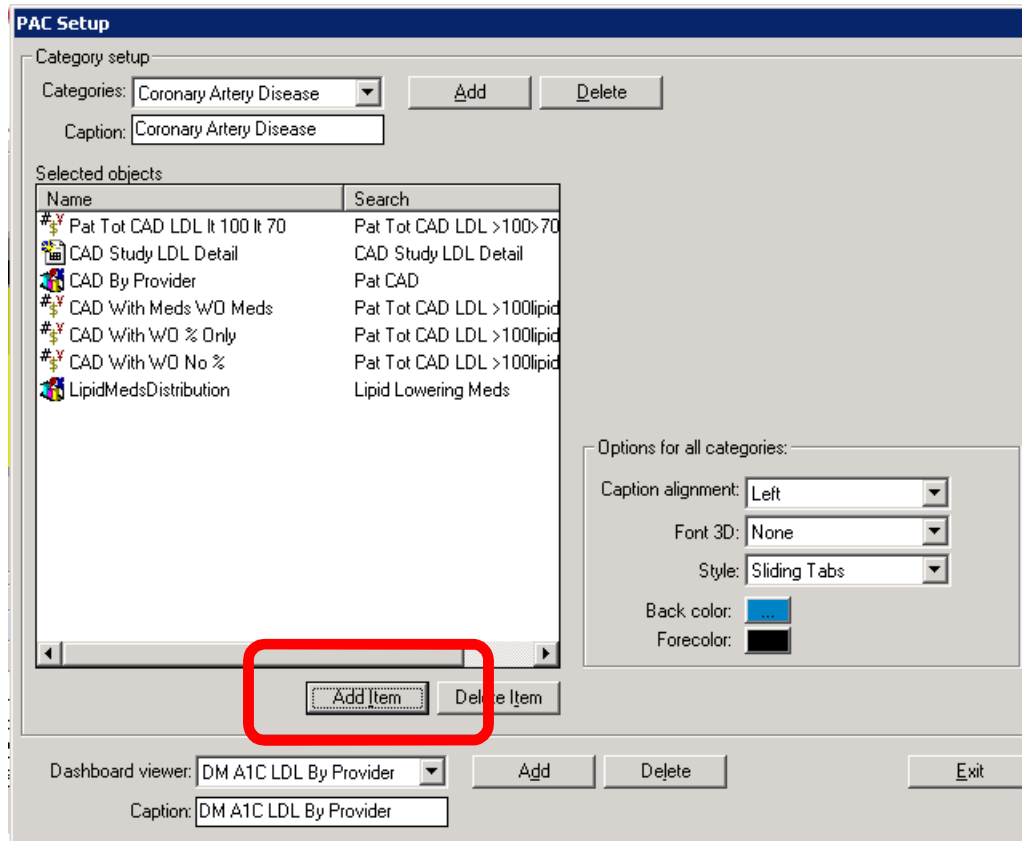 PAC Setup
Category setup
Categories: Coronary Artery Disease Add Delete
Caption: Coronary Artery Disease
Selected objects
Name Search
Pat Tot CAD LDL lt 100 lt 70 Pat Tot CAD LDL >100>70
CAD Study LDL Detail CAD Study LDL Detail
CAD By Provider Pat CAD
CAD With Meds WO Meds Pat Tot CAD LDL >100lipid
CAD With WO % Only Pat Tot CAD LDL >100lipid
CAD With WO No % Pat Tot CAD LDL >100lipid
LipidMedsDistribution Lipid Lowering Meds
Options for all categories:
Caption alignment: Left
Font 3D: None
Style: Sliding Tabs
Back color: ...
Forecolor:
Add Item Delete Item
Dashboard viewer: DM A1C LDL By Provider Add Delete Exit
Caption: DM A1C LDL By Provider